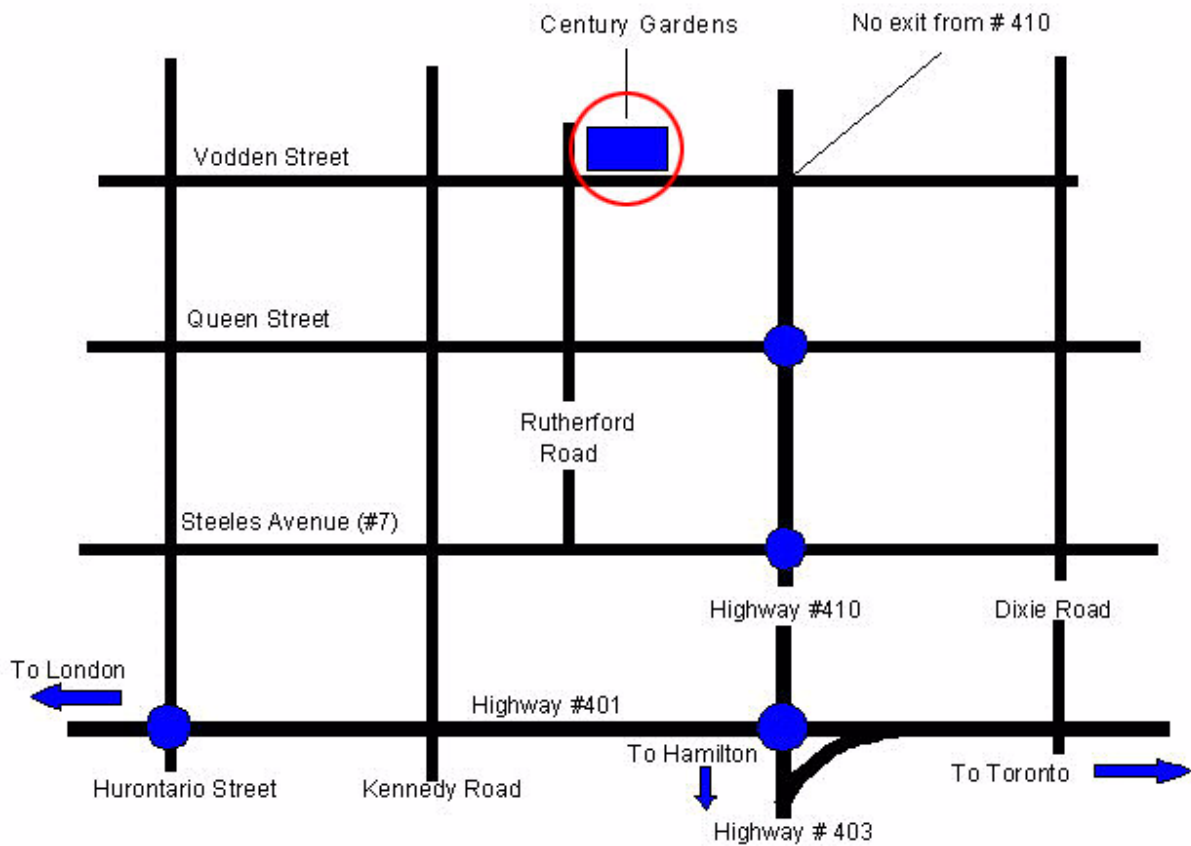 Century Gardens
No exit from # 410
Vodden Street
Queen Street
Rutherford
Road
Steeles Avenue (#7)
Highway #410
Dixie Road
To London
Highway #401
To Hamilton
To Toronto
Hurontario Street
Kennedy Road
Highway # 403